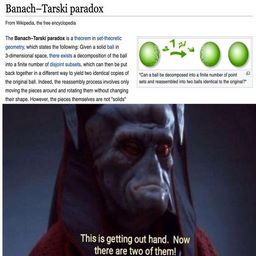 Banach–Tarski paradox
From Wikipedia, the free encyclopedia
The Banach–Tarski paradox is a theorem in set-theoretic
geometry, which states the following: Given a solid ball in
3-dimensional space, there exists a decomposition of the ball
into a finite number of disjoint subsets, which can then be put
back together in a different way to yield two identical copies of
the original ball. Indeed, the reassembly process involves only
moving the pieces around and rotating them without changing
their shape. However, the pieces themselves are not "solids"
"Can a ball be decomposed into a finite number of point
sets and reassembled into two balls identical to the original?"
This is getting out hand. Now
there are two of them!